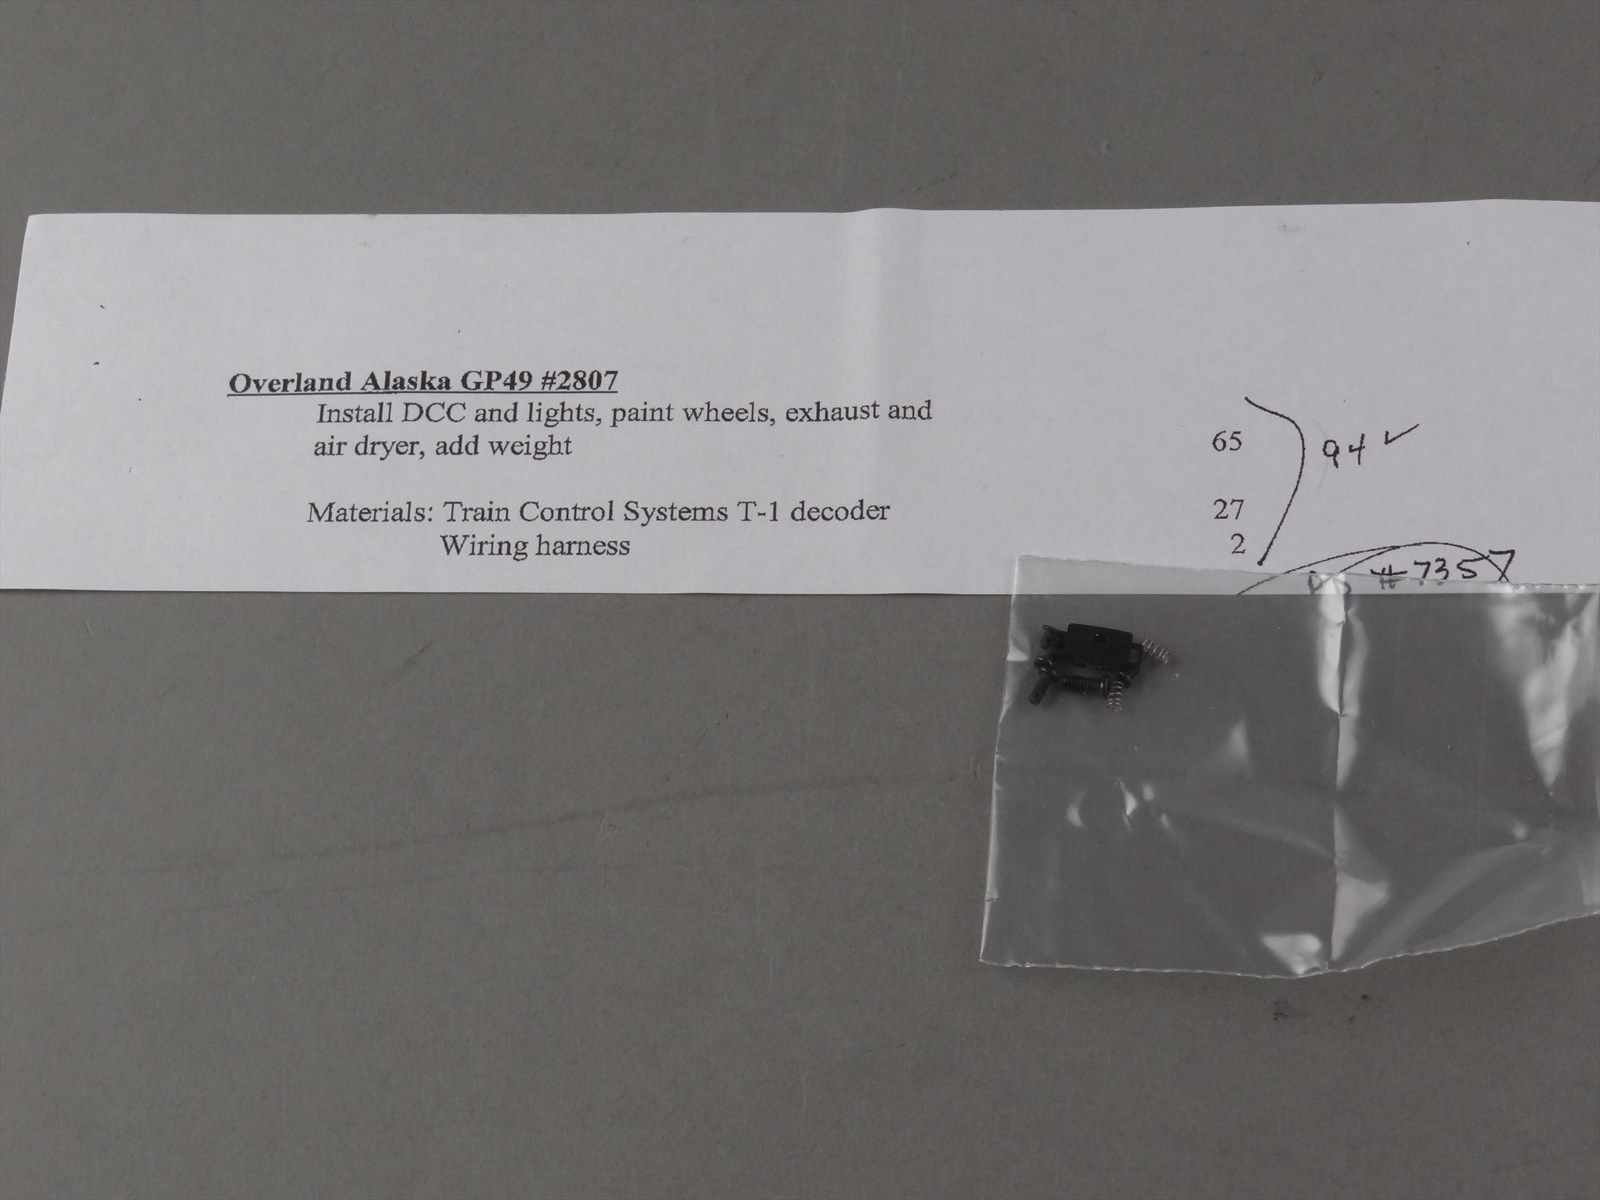 Overland Alaska GP49 #2807
Install DCC and lights, paint wheels, exhaust and
air dryer, add weight 65 94 ✓
Materials: Train Control Systems T-1 decoder 27
Wiring harness 2
# 7357